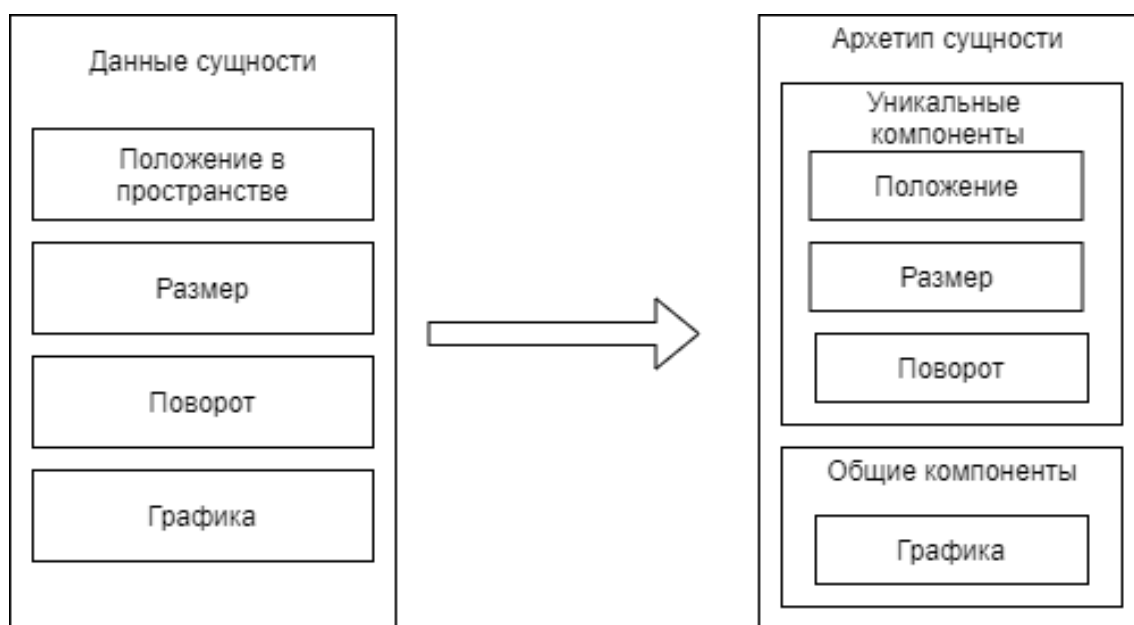 Данные сущности
Положение в
пространстве
Размер
Поворот
Графика
Архетип сущности
Уникальные
компоненты
Положение
Размер
Поворот
Общие компоненты
Графика